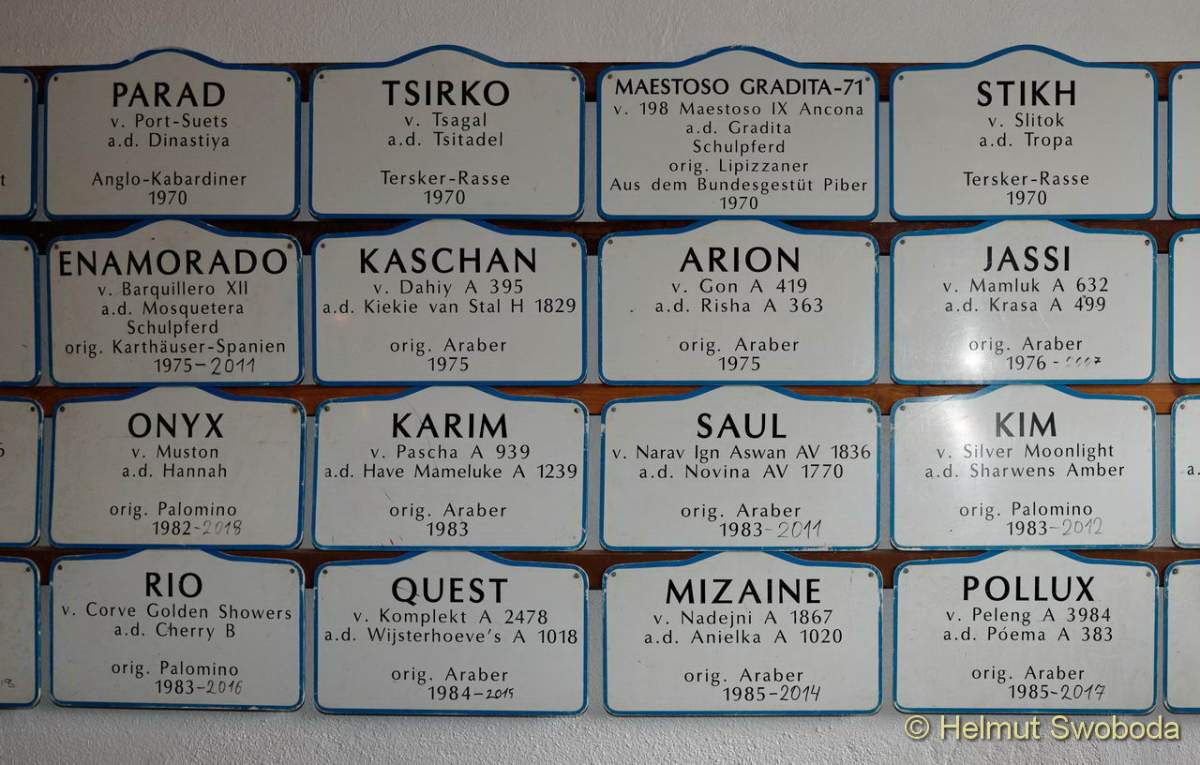 PARAD
v. Port-Suets
a.d. Dinastiya
Anglo-Kabardiner
1970
TSIRKO
v. Tsagal
a.d. Tsitadel
Tersker-Rasse
1970
MAESTOSO GRADITA-71
v. 198 Maestoso IX Ancona
a.d. Gradita
Schulpferd
orig. Lipizzaner
Aus dem Bundesgestüt Piber
1970
STIKH
v. Slitok
a.d. Tropa
Tersker-Rasse
1970
ENAMORADO
v. Barquillero XII
a.d. Mosquetera
Schulpferd
orig. Karthäuser-Spanien
1975-2011
KASCHAN
v. Dahiy A 395
a.d. Kiekie van Stal H 1829
orig. Araber
1975
ARION
v. Gon A 419
a.d. Risha A 363
orig. Araber
1975
JASSI
v. Mamluk A 632
a.d. Krasa A 499
orig. Araber
1976 - 2007
ONYX
v. Muston
a.d. Hannah
orig. Palomino
1982-2018
KARIM
v. Pascha A 939
a.d. Have Mameluke A 1239
orig. Araber
1983
SAUL
v. Narav Ign Aswan AV 1836
a.d. Novina AV 1770
orig. Araber
1983-2011
KIM
v. Silver Moonlight
a.d. Sharwens Amber
orig. Palomino
1983-2012
RIO
v. Corve Golden Showers
a.d. Cherry B
orig. Palomino
1983-2016
QUEST
v. Komplekt A 2478
a.d. Wijsterhoeve's A 1018
orig. Araber
1984-2015
MIZAINE
v. Nadejni A 1867
a.d. Anielka A 1020
orig. Araber
1985-2014
POLLUX
v. Peleng A 3984
a.d. Póema A 383
orig. Araber
1985-2017
© Helmut Swoboda